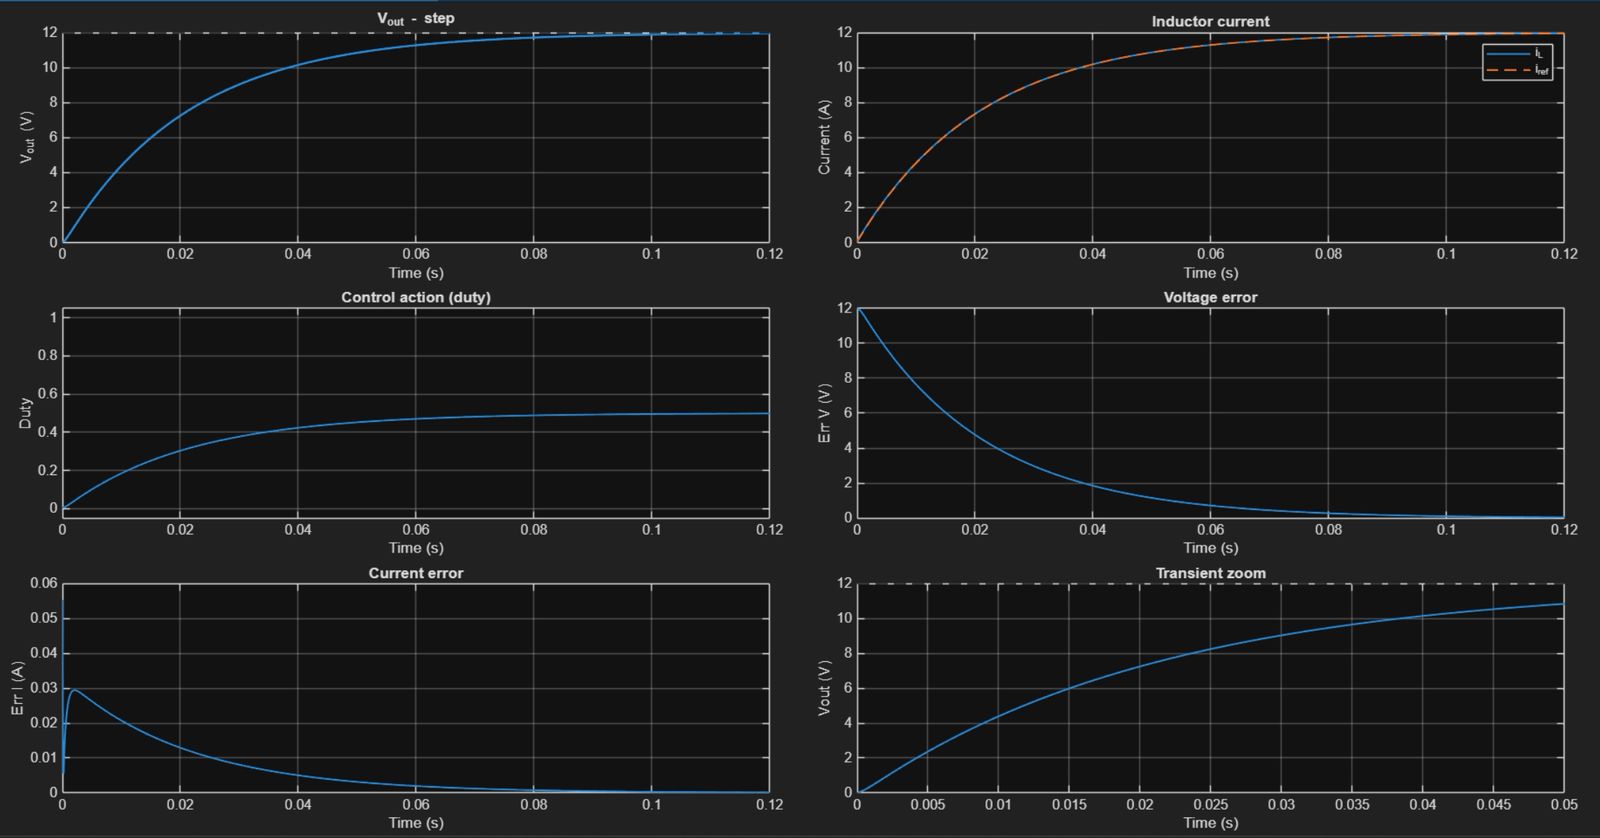 V_out - step
12
10
8
6
4
2
0
V_out (V)
0 0.02 0.04 0.06 0.08 0.1 0.12
Time (s)
Inductor current
12
10
8
6
4
2
0
Current (A)
i_L
i_ref
0 0.02 0.04 0.06 0.08 0.1 0.12
Time (s)
Control action (duty)
1
0.8
0.6
0.4
0.2
0
Duty
0 0.02 0.04 0.06 0.08 0.1 0.12
Time (s)
Voltage error
12
10
8
6
4
2
0
Err V (V)
0 0.02 0.04 0.06 0.08 0.1 0.12
Time (s)
Current error
0.06
0.05
0.04
0.03
0.02
0.01
0
Err I (A)
0 0.02 0.04 0.06 0.08 0.1 0.12
Time (s)
Transient zoom
12
10
8
6
4
2
0
Vout (V)
0 0.005 0.01 0.015 0.02 0.025 0.03 0.035 0.04 0.045 0.05
Time (s)